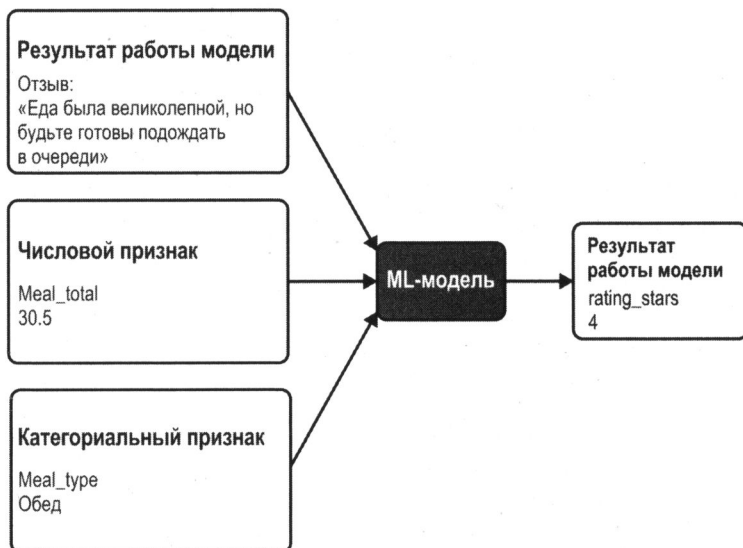 Результат работы модели
Отзыв:
«Еда была великолепной, но
будьте готовы подождать
в очереди»
Числовой признак
Meal_total
30.5
Категориальный признак
Meal_type
Обед
ML-модель
Результат
работы модели
rating_stars
4